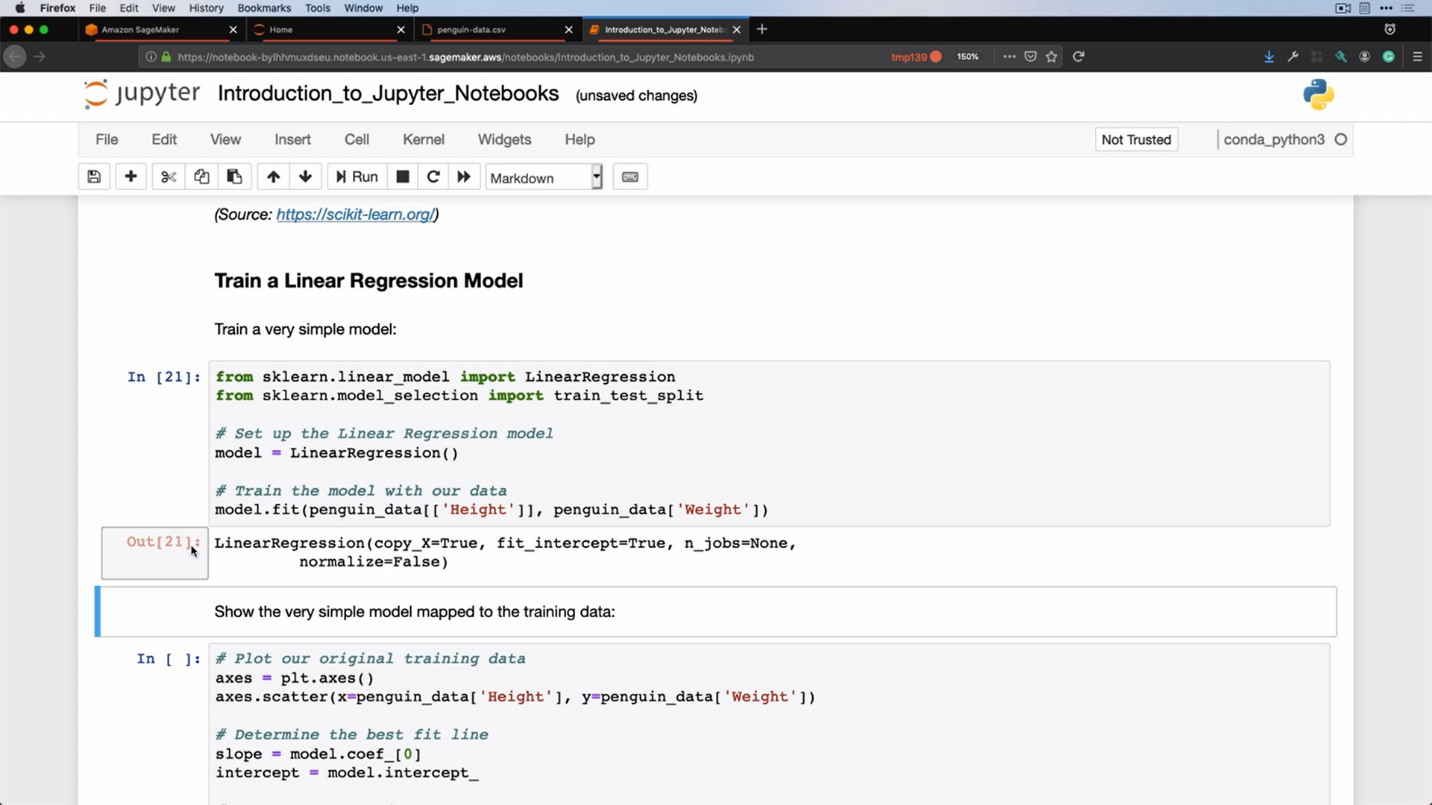 Firefox File Edit View History Bookmarks Tools Window Help
Amazon SageMaker Home penguin-data.csv Introduction_to_Jupyter_Noteb
https://notebook-bylhhmuxdseu.notebook.us-east-1.sagemaker.aws/notebooks/Introduction_to_Jupyter_Notebooks.ipynb tmp139 150%
jupyter Introduction_to_Jupyter_Notebooks (unsaved changes)
File Edit View Insert Cell Kernel Widgets Help Not Trusted conda_python3
Run Markdown
(Source: https://scikit-learn.org/)
Train a Linear Regression Model
Train a very simple model:
In [21]: from sklearn.linear_model import LinearRegression
from sklearn.model_selection import train_test_split
# Set up the Linear Regression model
model = LinearRegression()
# Train the model with our data
model.fit(penguin_data[['Height']], penguin_data['Weight'])
Out[21]: LinearRegression(copy_X=True, fit_intercept=True, n_jobs=None,
normalize=False)
Show the very simple model mapped to the training data:
In [ ]: # Plot our original training data
axes = plt.axes()
axes.scatter(x=penguin_data['Height'], y=penguin_data['Weight'])
# Determine the best fit line
slope = model.coef_[0]
intercept = model.intercept_